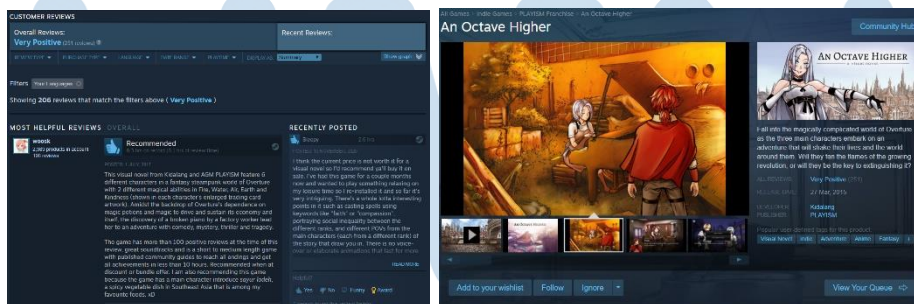 CUSTOMER REVIEWS
Overall Reviews:
Very Positive
Recent Reviews:
Filters
Your Languages
Showing 206 reviews that match the filters above ( Very Positive )
MOST HELPFUL REVIEWS OVERALL
woosk
Recommended
This visual novel from Kidalang and AGM PLAYISM feature 6
different characters in a fantasy steampunk world of Overture
with 2 different magical abilities in Fire, Water, Air, Earth and
Kindness (shown in each character's enlarged trading card
artwork). Amidst the backdrop of Overture's dependence on
magic potions and magic to drive and sustain its economy and
self, the discovery of a broken piano by a factory worker lead
her to an adventure with comedy, mystery, thriller and tragedy.
The game has more than 100 positive reviews at the time of this
review, great soundtracks and is a short to medium length game
with published community guides to reach all endings and get
all achievements in less than 10 hours. Recommended when at
discount or bundle offer. I am also recommending this game
because the game has a main character introduce sayur lodeh,
a spicy vegetable dish in Southeast Asia that is among my
favourite foods. xD
RECENTLY POSTED
I think the current price is not worth it for a
visual novel so I'd recommend ya'll buy it on
sale. I've had this game for a couple months
now and wanted to play something relaxing on
my leisure time so I re-installed it and so far it's
very intriguing. There's a whole lotta interesting
points in it such as casting spells using
keywords like "faith" or "compassion",
portraying social inequality between the
different ranks, and different POVs from the
main characters (each from a different rank) of
the story that draw you in. There is no voice-
READ MORE
Yes No Funny Award
All Games > Indie Games > PLAYISM Franchise > An Octave Higher
An Octave Higher
Community Hub
AN OCTAVE HIGHER
Fall into the magically complicated world of Overture
as the three main characters embark on an
adventure that will shake their lives and the world
around them. Will they fan the flames of the growing
revolution, or will they be the key to extinguishing it?
Very Positive
27 Mar, 2015
Kidalang
PLAYISM
Popular user-defined tags for this product:
Visual Novel Indie Adventure Anime Fantasy
Add to your wishlist Follow Ignore
View Your Queue